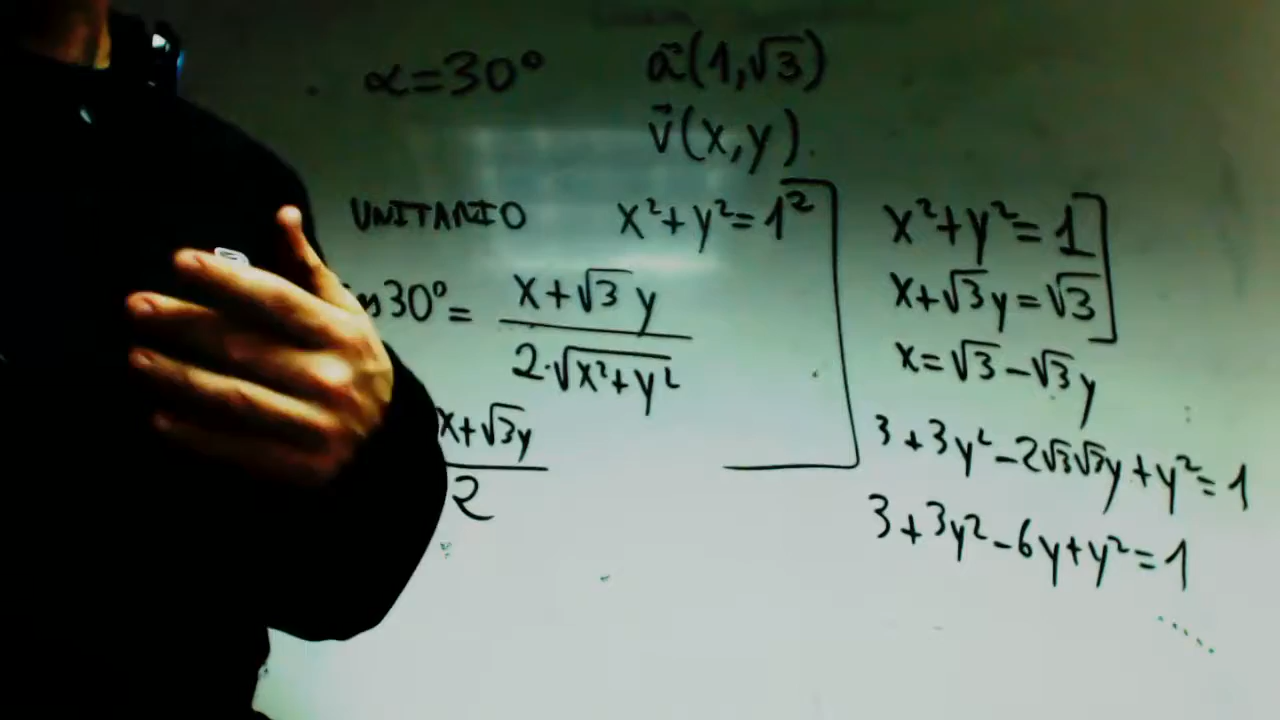 α=30° a⃗(1,√3)
v⃗(x,y).
UNITARIO x²+y²=1²
30°= x+√3 y / 2·√x²+y²
x+√3y / 2
x²+y²=1
x+√3y=√3
x=√3-√3y
3+3y²-2√3√3y+y²=1
3+3y²-6y+y²=1